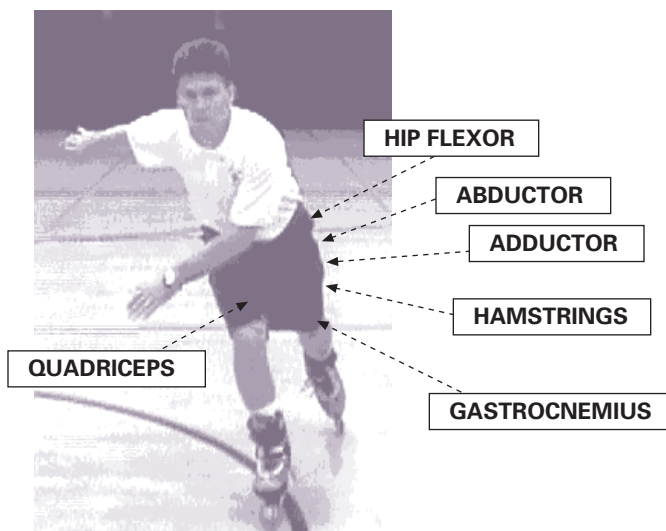 HIP FLEXOR
ABDUCTOR
ADDUCTOR
HAMSTRINGS
QUADRICEPS
GASTROCNEMIUS